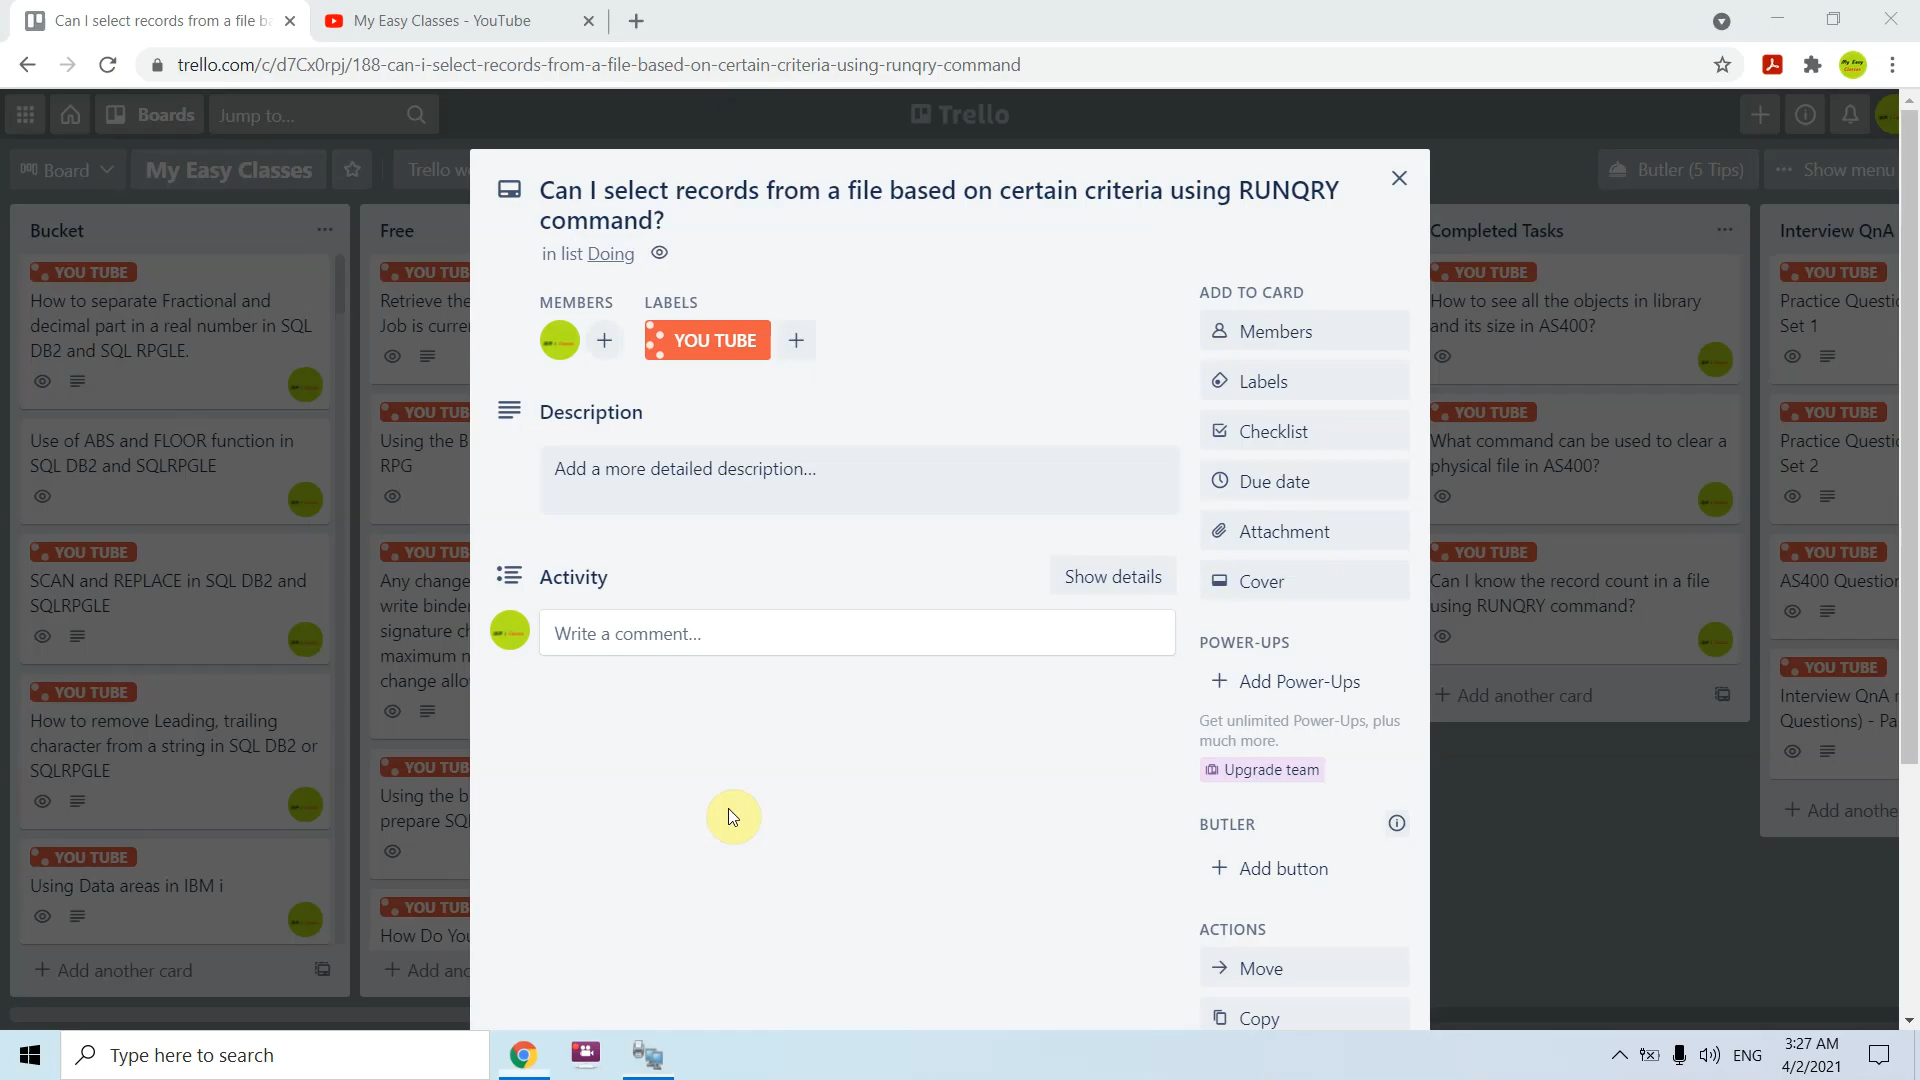 Can I select records from a file ba
My Easy Classes - YouTube
trello.com/c/d7Cx0rpj/188-can-i-select-records-from-a-file-based-on-certain-criteria-using-runqry-command
Boards
Jump to...
Trello
Board
My Easy Classes
Trello w
Butler (5 Tips)
Show menu
Can I select records from a file based on certain criteria using RUNQRY
command?
in list Doing
MEMBERS
LABELS
YOU TUBE
Description
Add a more detailed description...
Activity
Show details
Write a comment...
ADD TO CARD
Members
Labels
Checklist
Due date
Attachment
Cover
POWER-UPS
Add Power-Ups
Get unlimited Power-Ups, plus
much more.
Upgrade team
BUTLER
Add button
ACTIONS
Move
Copy
Bucket
YOU TUBE
How to separate Fractional and
decimal part in a real number in SQL
DB2 and SQL RPGLE.
Use of ABS and FLOOR function in
SQL DB2 and SQLRPGLE
YOU TUBE
SCAN and REPLACE in SQL DB2 and
SQLRPGLE
YOU TUBE
How to remove Leading, trailing
character from a string in SQL DB2 or
SQLRPGLE
YOU TUBE
Using Data areas in IBM i
Add another card
Free
YOU TUB
Retrieve the
Job is curre
YOU TUB
Using the B
RPG
YOU TUB
Any change
write binde
signature ch
maximum n
change allo
YOU TUB
Using the b
prepare SQ
YOU TUB
How Do You
Add and
Completed Tasks
YOU TUBE
How to see all the objects in library
and its size in AS400?
YOU TUBE
What command can be used to clear a
physical file in AS400?
YOU TUBE
Can I know the record count in a file
using RUNQRY command?
Add another card
Interview QnA
YOU TUBE
Practice Questi
Set 1
YOU TUBE
Practice Questi
Set 2
YOU TUBE
AS400 Question
YOU TUBE
Interview QnA r
Questions) - Pa
Add anothe
Type here to search
ENG
3:27 AM
4/2/2021